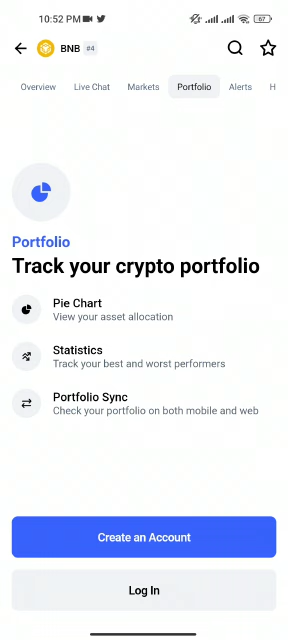 10:52 PM
67
BNB #4
Overview Live Chat Markets Portfolio Alerts H
Portfolio
Track your crypto portfolio
Pie Chart
View your asset allocation
Statistics
Track your best and worst performers
Portfolio Sync
Check your portfolio on both mobile and web
Create an Account
Log In